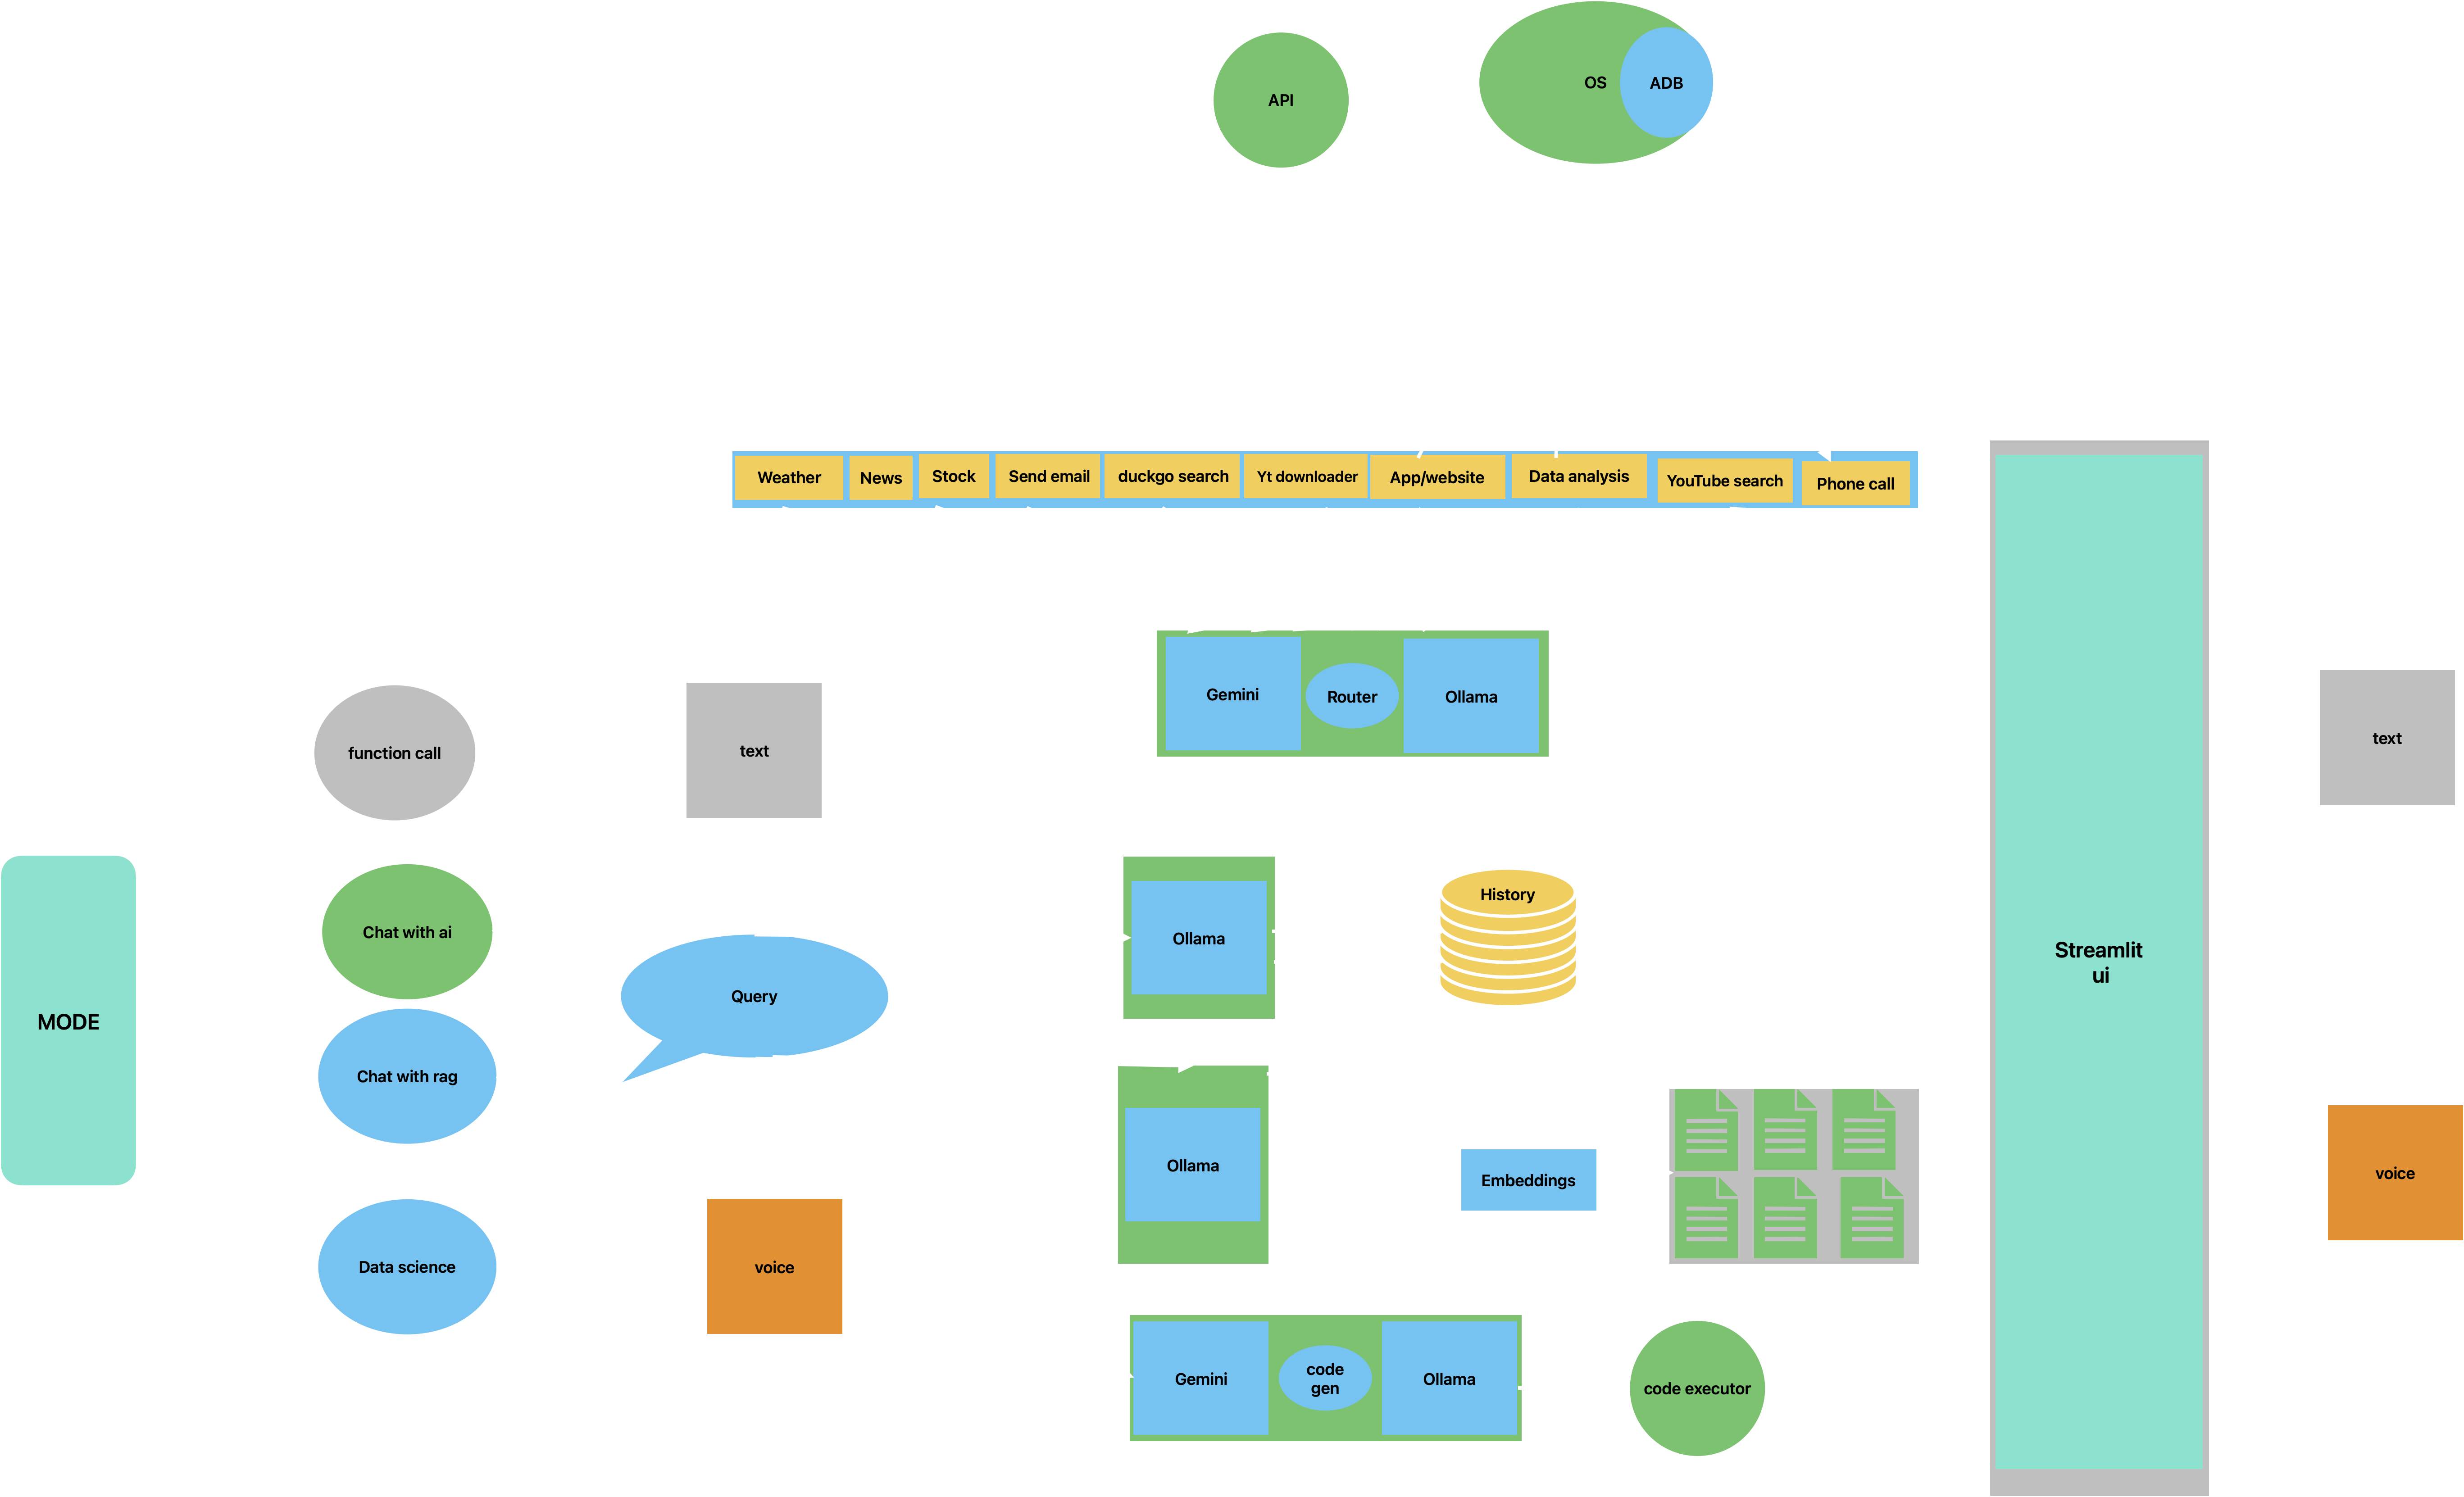 API
OS
ADB
Weather
News
Stock
Send email
duckgo search
Yt downloader
App/website
Data analysis
YouTube search
Phone call
Gemini
Router
Ollama
function call
text
text
MODE
Chat with ai
Ollama
History
Streamlit
ui
Query
Chat with rag
Ollama
Embeddings
voice
Data science
voice
Gemini
code
gen
Ollama
code executor